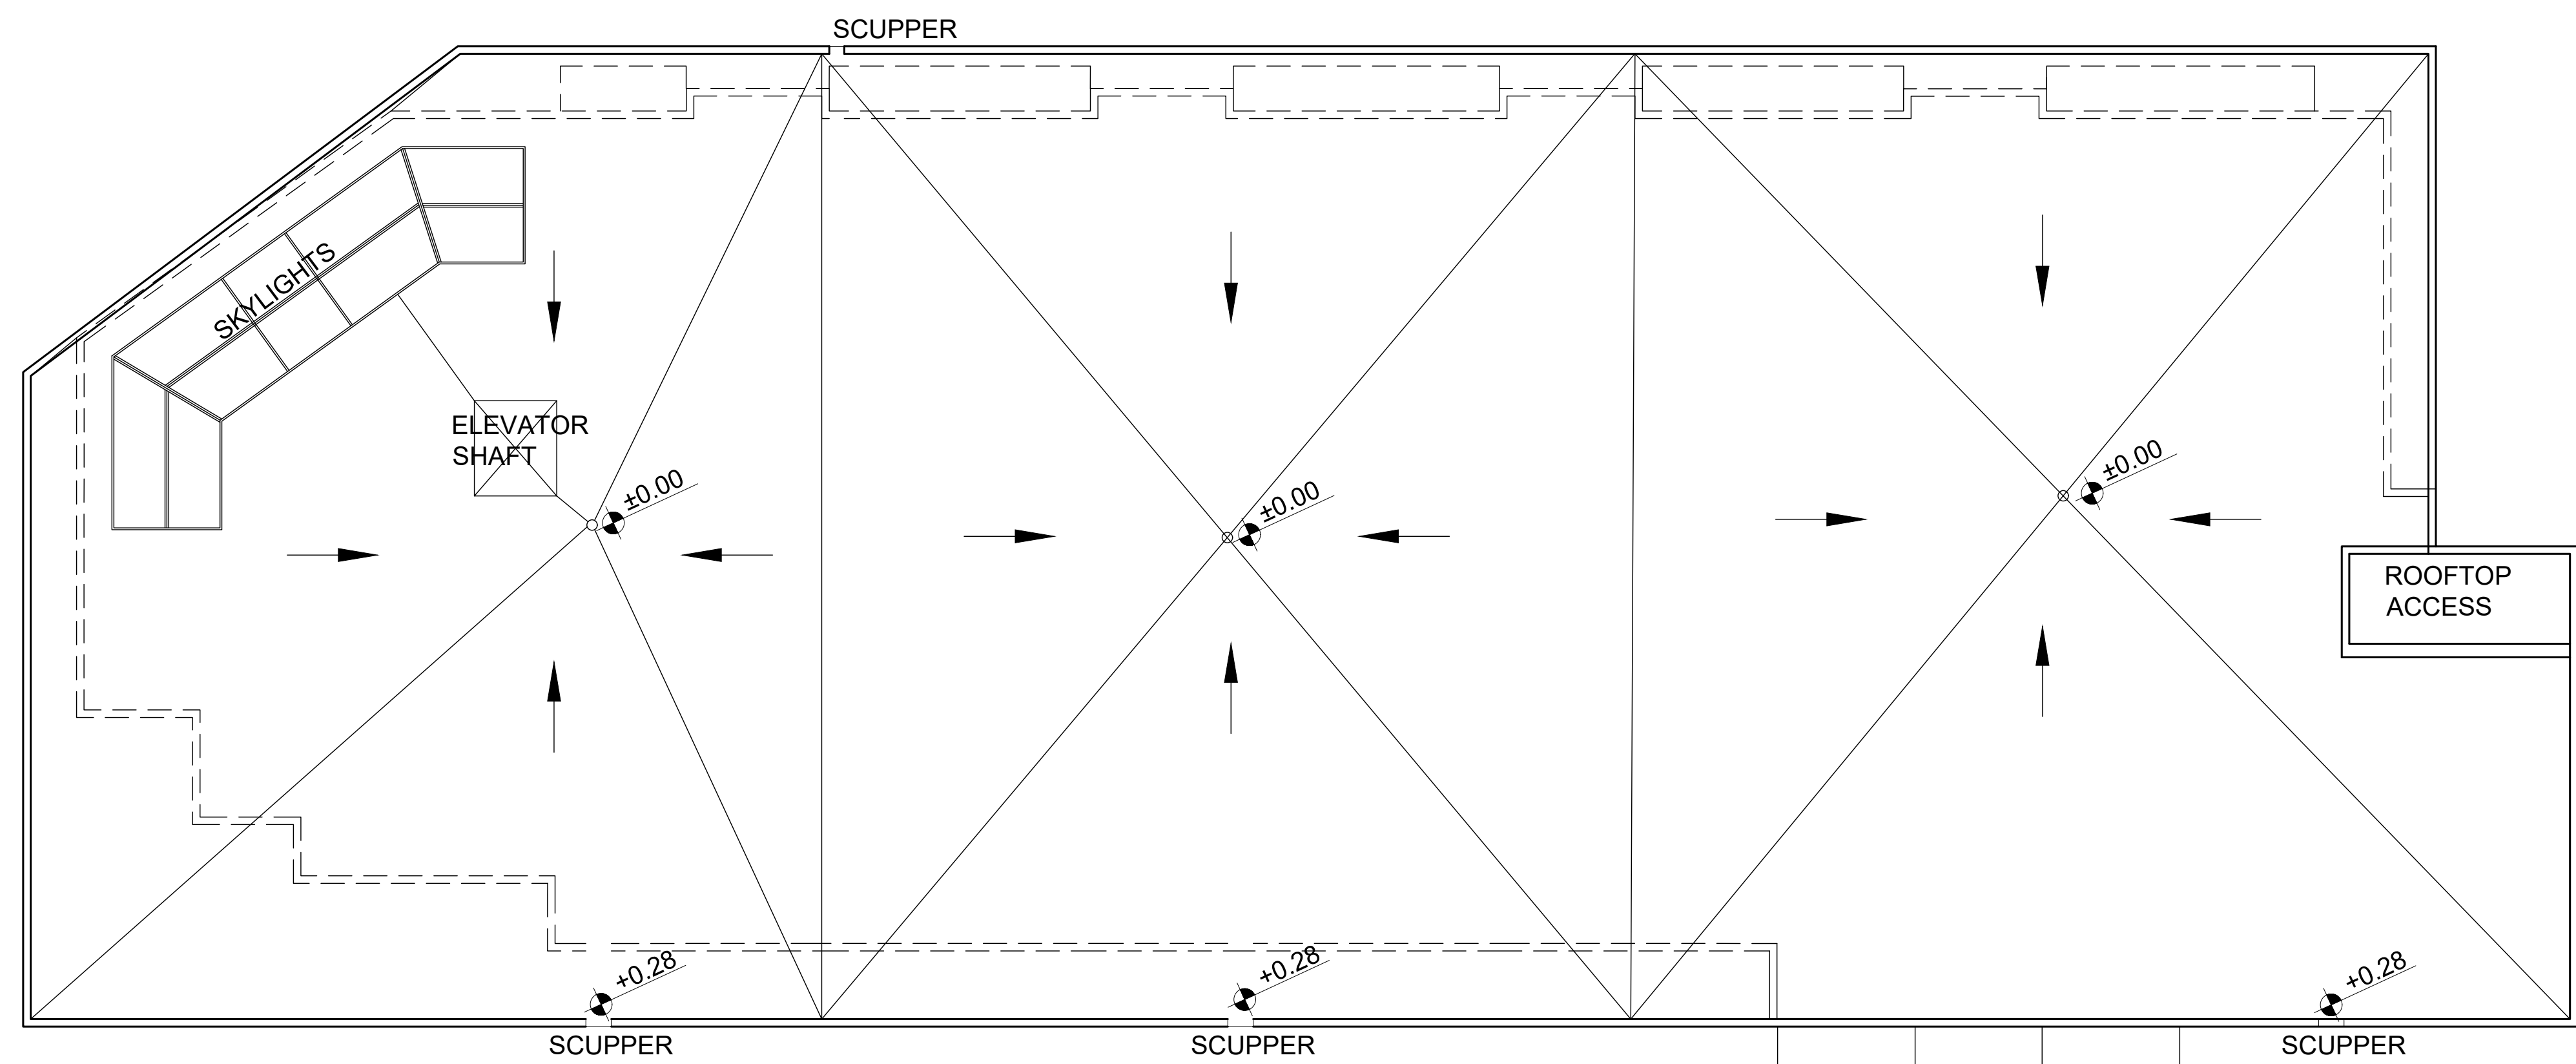 SCUPPER
SKYLIGHTS
ELEVATOR
SHAFT
±0.00
±0.00
±0.00
ROOFTOP
ACCESS
+0.28
+0.28
+0.28
SCUPPER
SCUPPER
SCUPPER